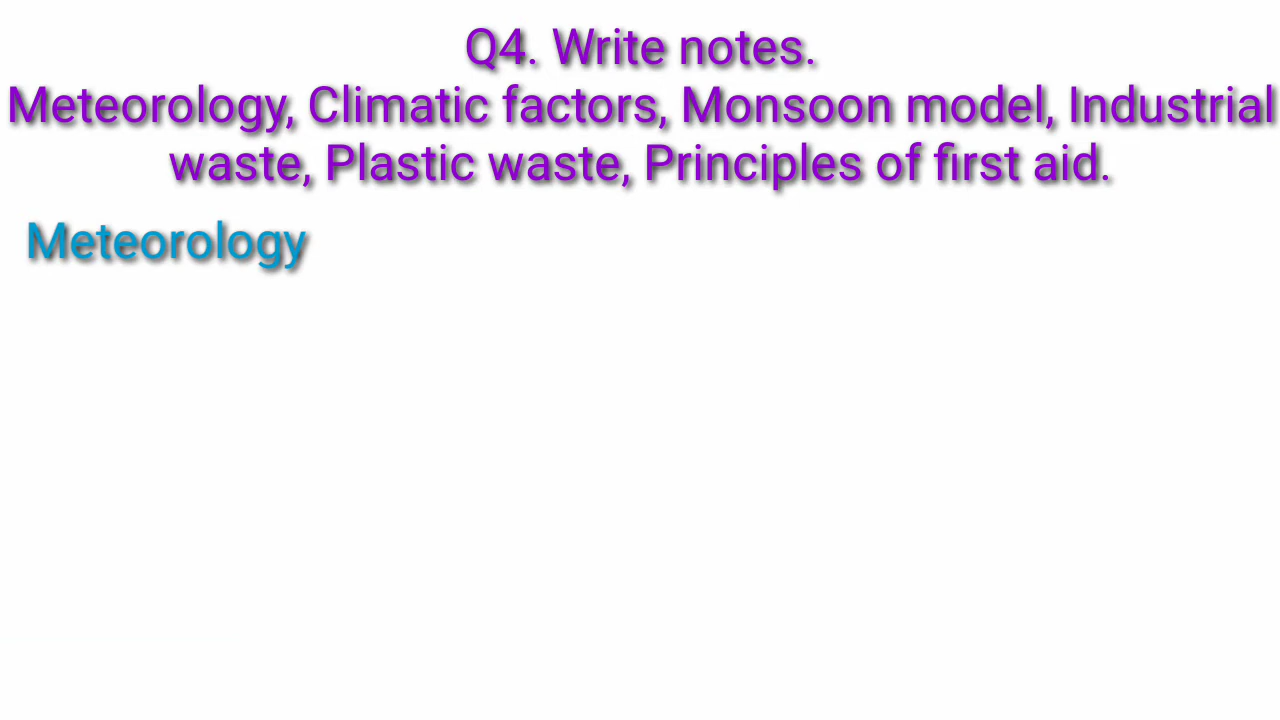 Q4. Write notes.
Meteorology, Climatic factors, Monsoon model, Industrial
waste, Plastic waste, Principles of first aid.
Meteorology